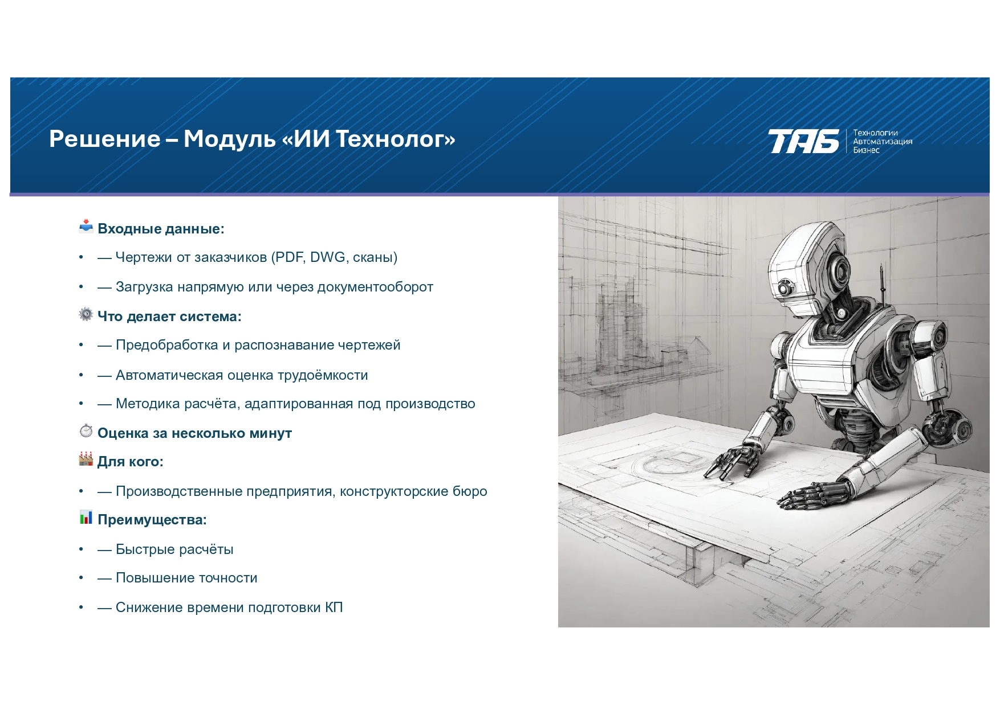 Решение – Модуль «ИИ Технолог»
ТАБ
Технологии
Автоматизация
Бизнес
Входные данные:
• — Чертежи от заказчиков (PDF, DWG, сканы)
• — Загрузка напрямую или через документооборот
Что делает система:
• — Предобработка и распознавание чертежей
• — Автоматическая оценка трудоёмкости
• — Методика расчёта, адаптированная под производство
Оценка за несколько минут
Для кого:
• — Производственные предприятия, конструкторские бюро
Преимущества:
• — Быстрые расчёты
• — Повышение точности
• — Снижение времени подготовки КП